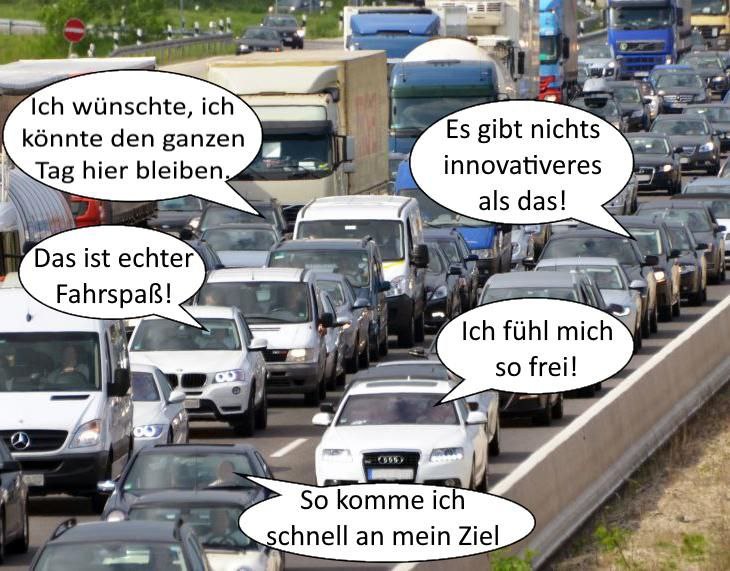 Ich wünschte, ich
könnte den ganzen
Tag hier bleiben.
Es gibt nichts
innovativeres
als das!
Das ist echter
Fahrspaß!
Ich fühl mich
so frei!
So komme ich
schnell an mein Ziel